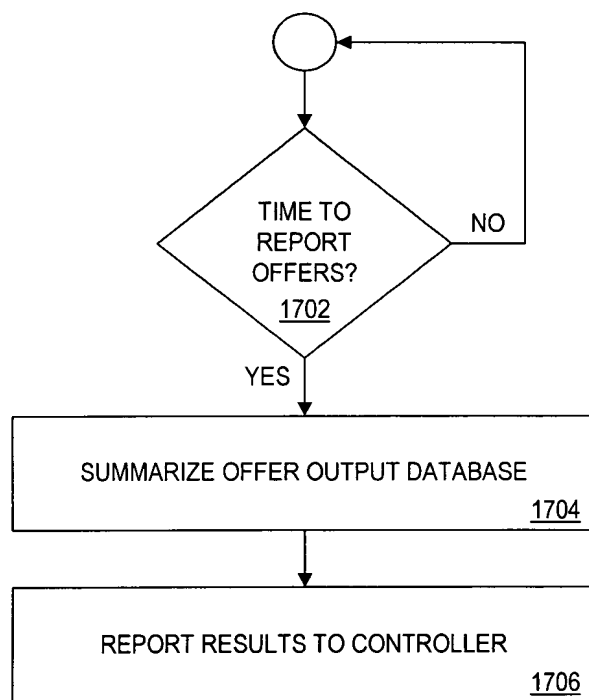 TIME TO
REPORT
OFFERS?
1702
NO
YES
SUMMARIZE OFFER OUTPUT DATABASE
1704
REPORT RESULTS TO CONTROLLER
1706